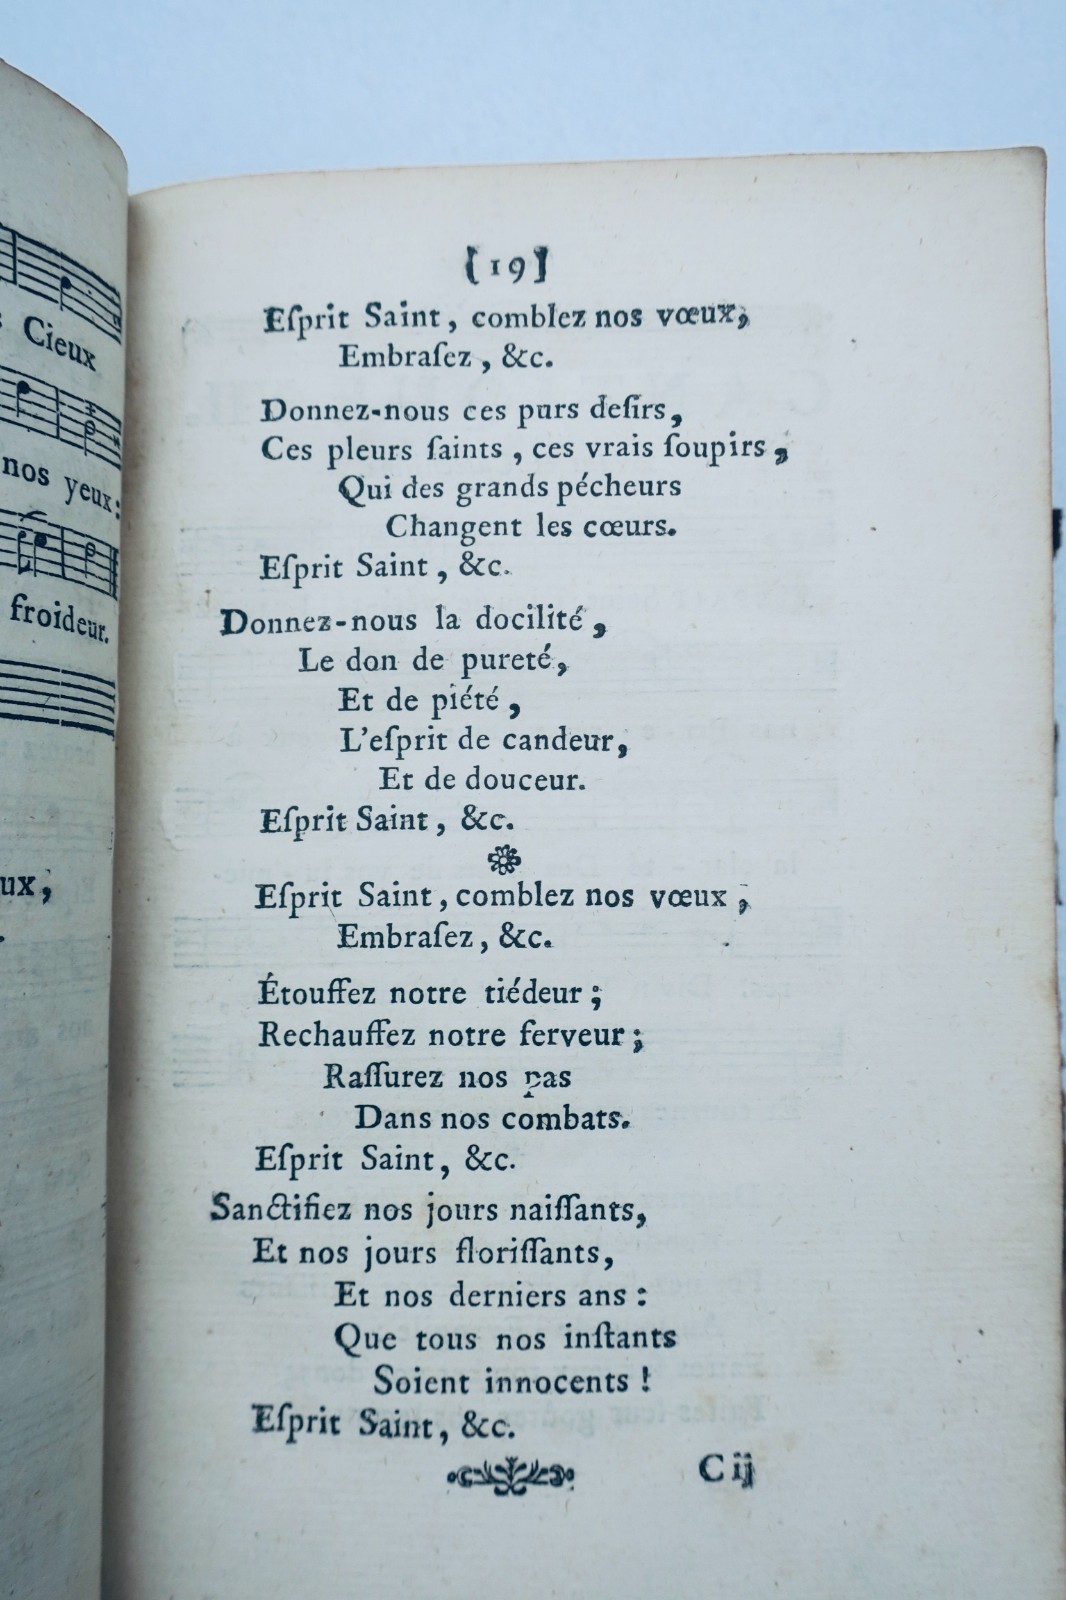 Cieux
nos yeux:
froideur.
ux,
[19]
Eſprit Saint, comblez nos vœux,
Embraſez, &c.
Donnez-nous ces purs deſirs,
Ces pleurs ſaints, ces vrais ſoupirs,
Qui des grands pécheurs
Changent les cœurs.
Eſprit Saint, &c.
Donnez-nous la docilité,
Le don de pureté,
Et de piété,
L'eſprit de candeur,
Et de douceur.
Eſprit Saint, &c.
Eſprit Saint, comblez nos vœux,
Embraſez, &c.
Étouffez notre tiédeur;
Rechauffez notre ferveur;
Raſſurez nos pas
Dans nos combats.
Eſprit Saint, &c.
Sanctifiez nos jours naiſſants,
Et nos jours floriſſants,
Et nos derniers ans:
Que tous nos inſtants
Soient innocents!
Eſprit Saint, &c.
C ij